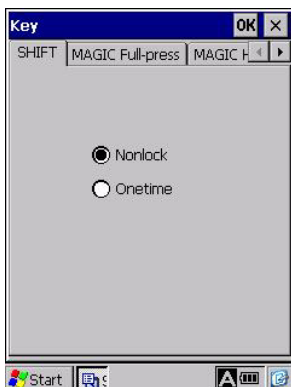 Key OK
SHIFT MAGIC Full-press MAGIC
Nonlock
Onetime
Start
A